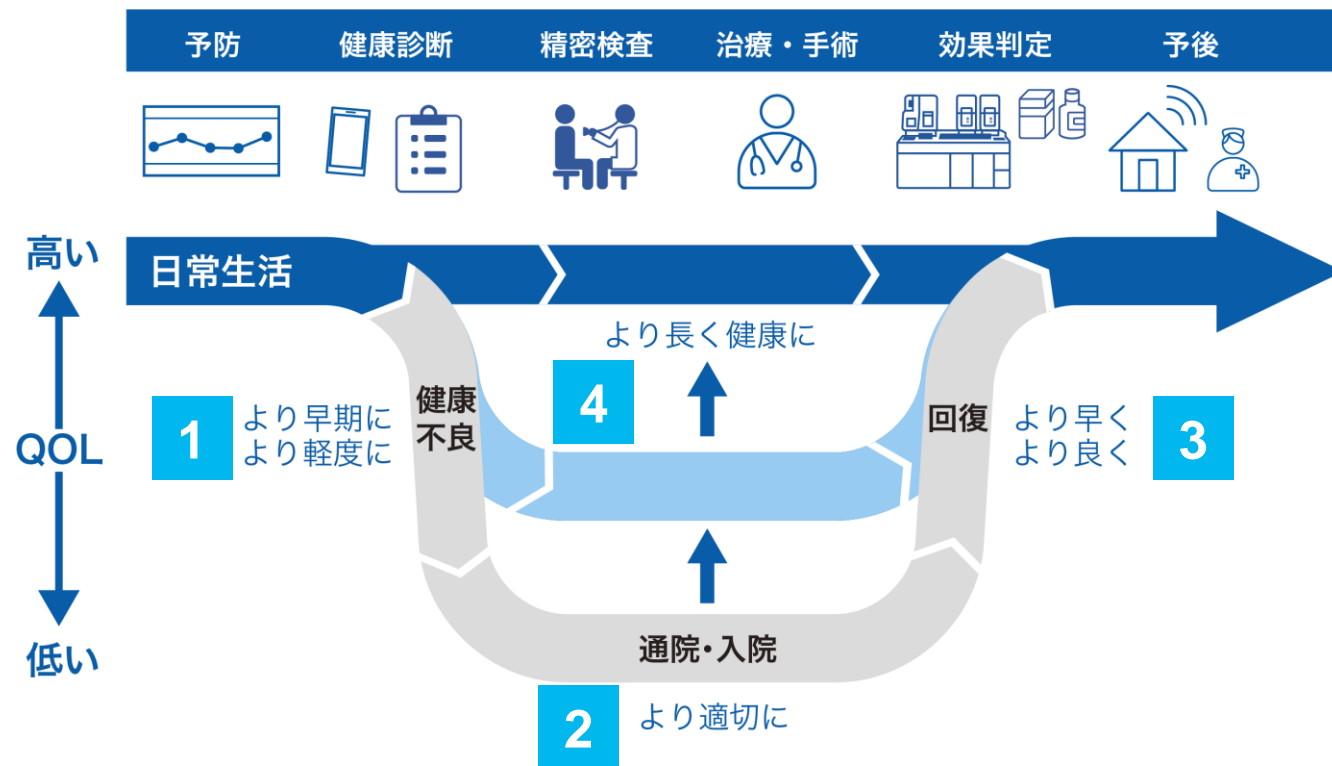 予防
健康診断
精密検査
治療・手術
効果判定
予後
高い
日常生活
より長く健康に
1
より早期に
より軽度に
健康
不良
4
回復
より早く
より良く
3
QOL
低い
通院・入院
2
より適切に